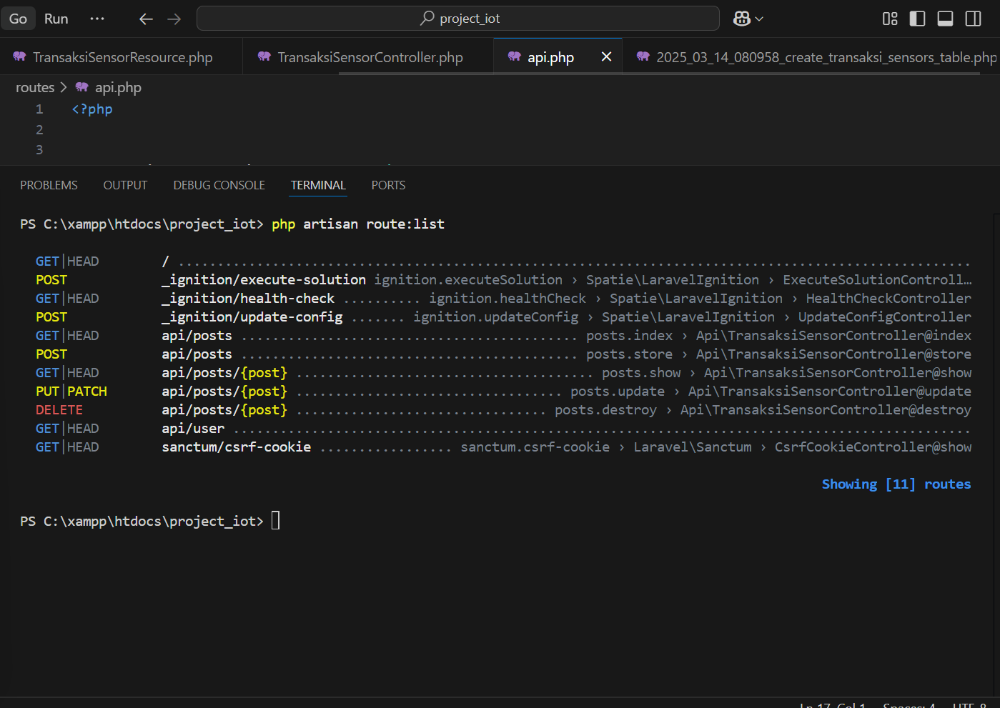 Go Run ··· project_iot
TransaksiSensorResource.php TransaksiSensorController.php api.php 2025_03_14_080958_create_transaksi_sensors_table.php
routes > api.php
1 <?php
2
3
PROBLEMS OUTPUT DEBUG CONSOLE TERMINAL PORTS
PS C:\xampp\htdocs\project_iot> php artisan route:list
GET|HEAD / .....................................................................................................
POST _ignition/execute-solution ignition.executeSolution › Spatie\LaravelIgnition › ExecuteSolutionControll…
GET|HEAD _ignition/health-check .......... ignition.healthCheck › Spatie\LaravelIgnition › HealthCheckController
POST _ignition/update-config ....... ignition.updateConfig › Spatie\LaravelIgnition › UpdateConfigController
GET|HEAD api/posts ........................................... posts.index › Api\TransaksiSensorController@index
POST api/posts ........................................... posts.store › Api\TransaksiSensorController@store
GET|HEAD api/posts/{post} ...................................... posts.show › Api\TransaksiSensorController@show
PUT|PATCH api/posts/{post} .................................. posts.update › Api\TransaksiSensorController@update
DELETE api/posts/{post} ................................ posts.destroy › Api\TransaksiSensorController@destroy
GET|HEAD api/user ..............................................................................................
GET|HEAD sanctum/csrf-cookie ................. sanctum.csrf-cookie › Laravel\Sanctum › CsrfCookieController@show
Showing [11] routes
PS C:\xampp\htdocs\project_iot>
Ln 17, Col 1 Spaces: 4 UTF-8